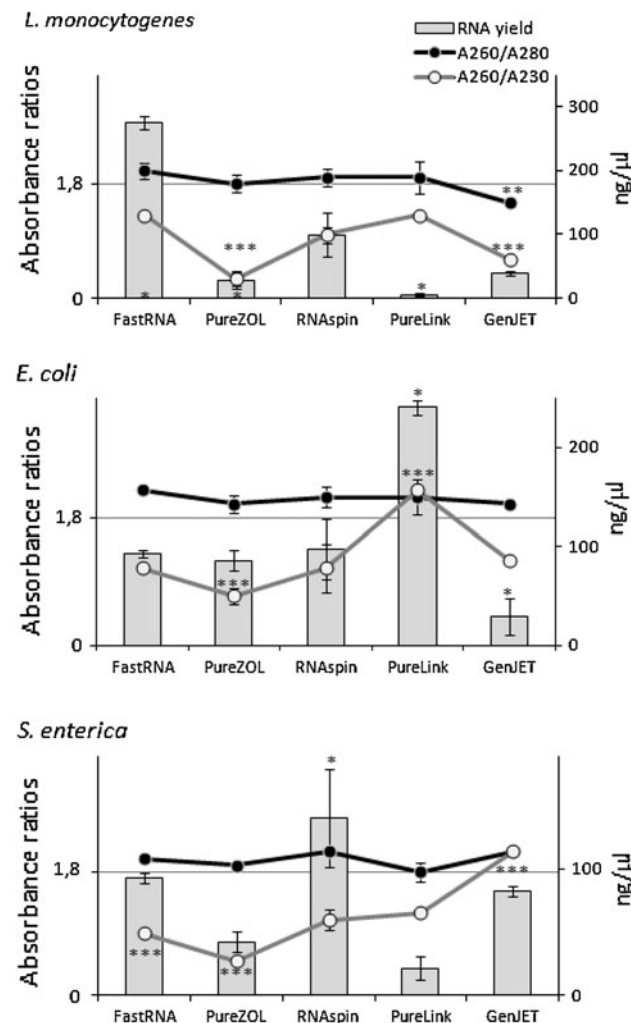 L. monocytogenes
RNA yield
A260/A280
A260/A230
Absorbance ratios
1,8
0
300
200
100
0
ng/µl
***
**
***
*
*
*
FastRNA PureZOL RNAspin PureLink GenJET
E. coli
Absorbance ratios
1,8
0
200
100
0
ng/µl
*
***
***
*
FastRNA PureZOL RNAspin PureLink GenJET
S. enterica
Absorbance ratios
1,8
0
100
0
ng/µl
*
***
***
***
FastRNA PureZOL RNAspin PureLink GenJET